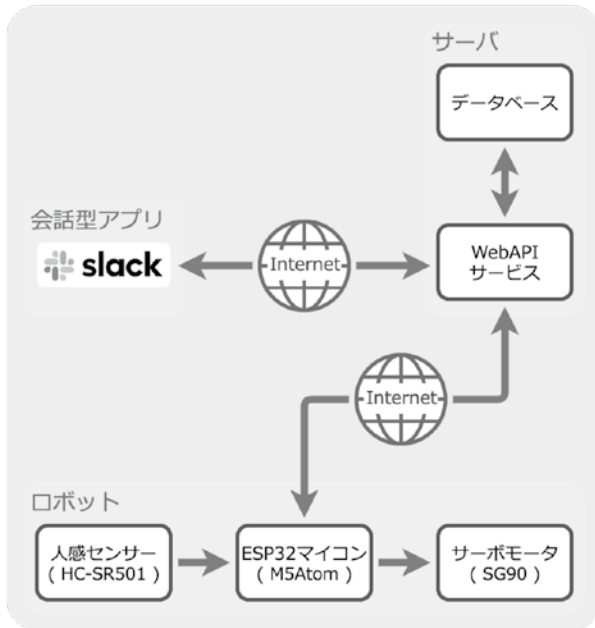 サーバ
データベース
会話型アプリ
slack
Internet
WebAPI
サービス
Internet
ロボット
人感センサー
( HC-SR501 )
ESP32マイコン
( M5Atom )
サーボモータ
( SG90 )